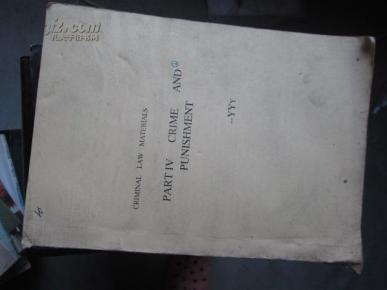 CRIMINAL LAW MATERIALS
PART IV CRIME AND
PUNISHMENT
--YYy